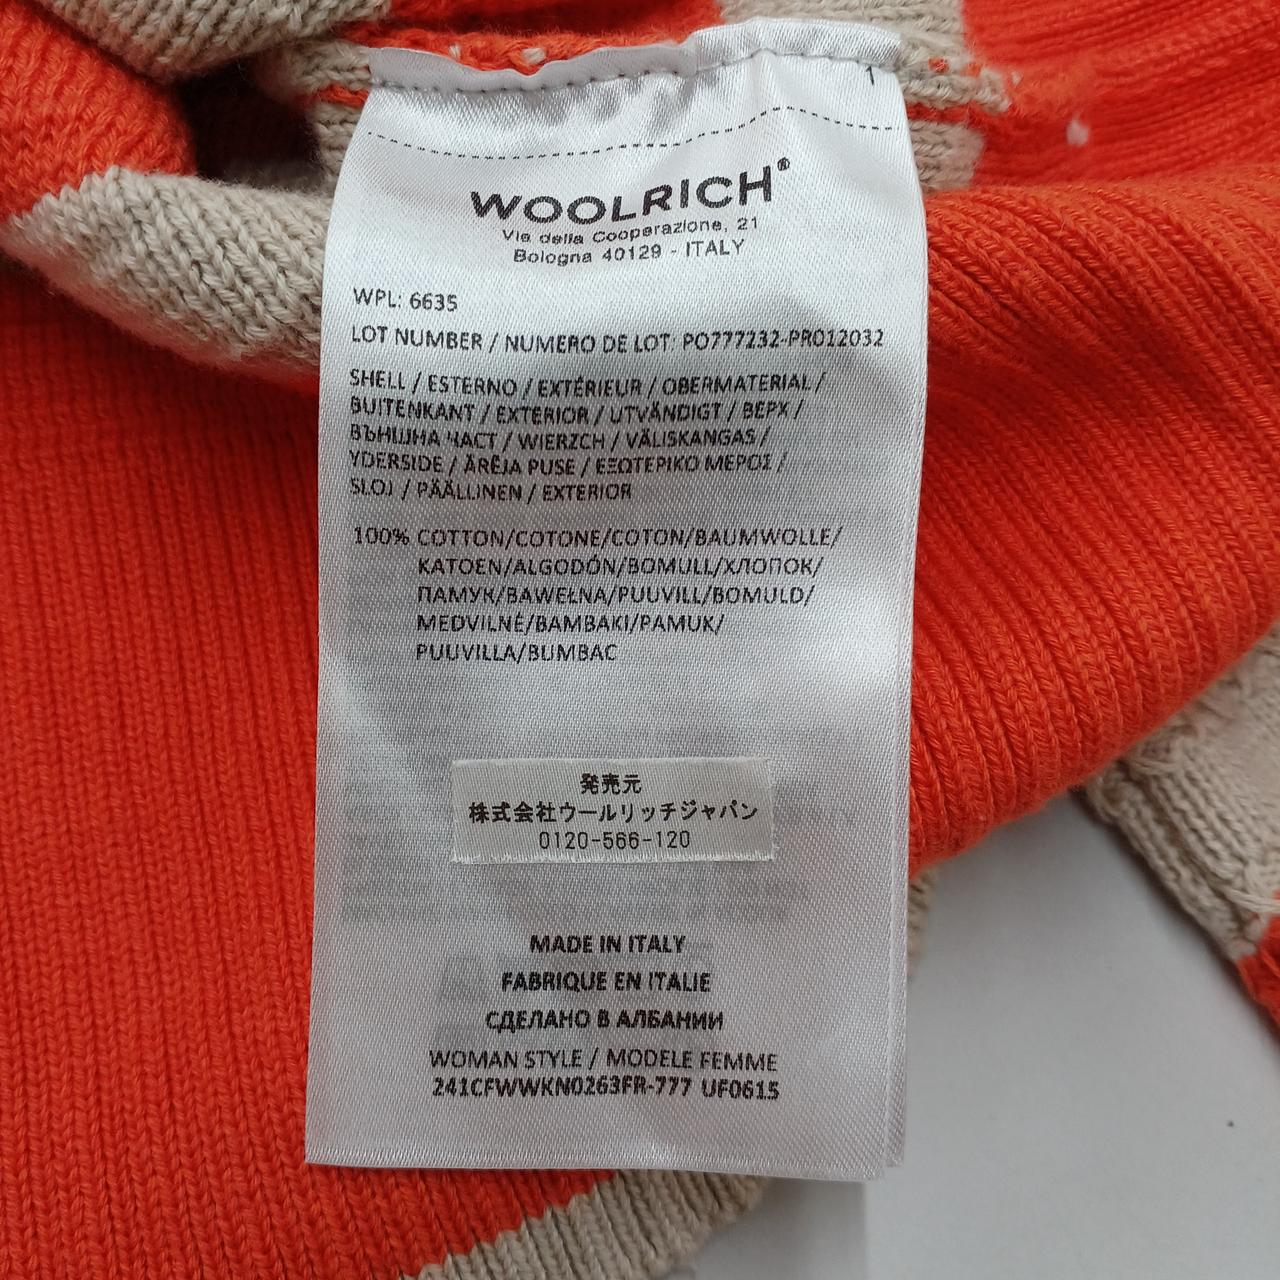 1
WOOLRICH®
Via della Cooperazione, 21
Bologna 40129 - ITALY
WPL: 6635
LOT NUMBER / NUMERO DE LOT: PO777232-PRO12032
SHELL / ESTERNO / EXTÉRIEUR / OBERMATERIAL /
BUITENKANT / EXTERIOR / UTVÄNDIGT / ВЕРХ /
ВЪНШНА ЧАСТ / WIERZCH / VÄLISKANGAS /
YDERSIDE / ĀRĒJA PUSE / ΕΞΩΤΕΡΙΚΟ ΜΕΡΟΣ /
SLOJ / PÄÄLLINEN / EXTERIOR
100% COTTON/COTONE/COTON/BAUMWOLLE/
KATOEN/ALGODÓN/BOMULL/ХЛОПОК/
ПАМУК/BAWEŁNA/PUUVILL/BOMULD/
MEDVILNĖ/BAMBAKI/PAMUK/
PUUVILLA/BUMBAC
発売元
株式会社ウールリッチジャパン
0120-566-120
MADE IN ITALY
FABRIQUE EN ITALIE
СДЕЛАНО В АЛБАНИИ
WOMAN STYLE / MODELE FEMME
241CFWWKN0263FR-777 UF0615